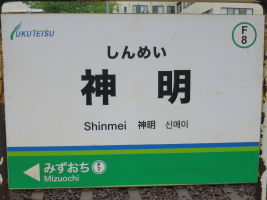 FUKUTETSU
F
8
しんめい
神 明
Shinmei 神明 신메이
みずおち
Mizuochi